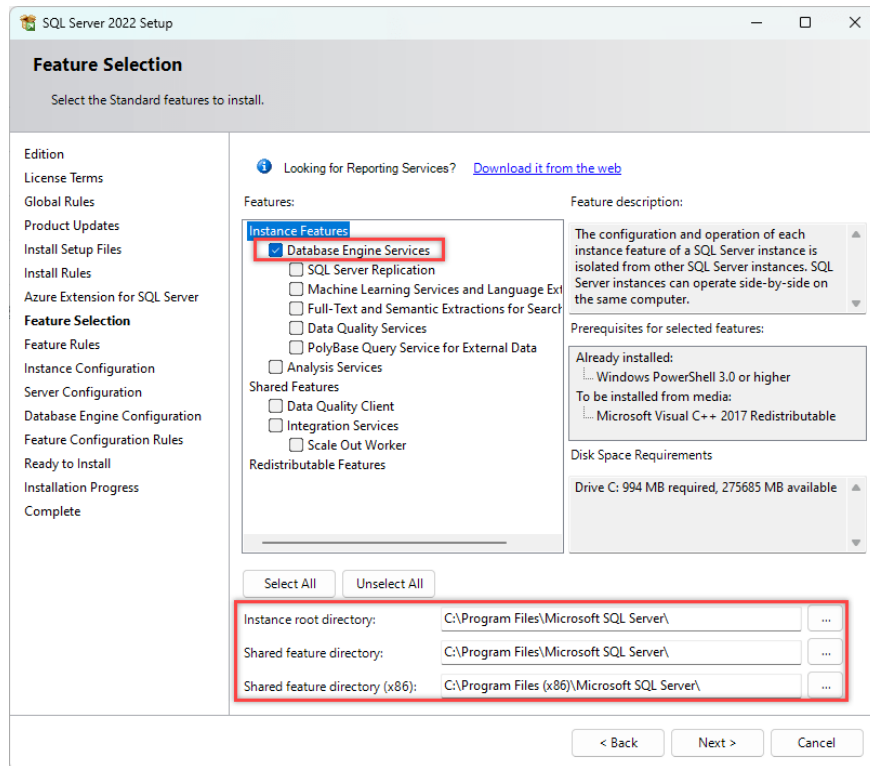 SQL Server 2022 Setup
Feature Selection
Select the Standard features to install.
Edition
License Terms
Global Rules
Product Updates
Install Setup Files
Install Rules
Azure Extension for SQL Server
Feature Selection
Feature Rules
Instance Configuration
Server Configuration
Database Engine Configuration
Feature Configuration Rules
Ready to Install
Installation Progress
Complete
Looking for Reporting Services? Download it from the web
Features:
Instance Features
Database Engine Services
SQL Server Replication
Machine Learning Services and Language Ext
Full-Text and Semantic Extractions for Search
Data Quality Services
PolyBase Query Service for External Data
Analysis Services
Shared Features
Data Quality Client
Integration Services
Scale Out Worker
Redistributable Features
Feature description:
The configuration and operation of each
instance feature of a SQL Server instance is
isolated from other SQL Server instances. SQL
Server instances can operate side-by-side on
the same computer.
Prerequisites for selected features:
Already installed:
Windows PowerShell 3.0 or higher
To be installed from media:
Microsoft Visual C++ 2017 Redistributable
Disk Space Requirements
Drive C: 994 MB required, 275685 MB available
Select All
Unselect All
Instance root directory: C:\Program Files\Microsoft SQL Server\ ...
Shared feature directory: C:\Program Files\Microsoft SQL Server\ ...
Shared feature directory (x86): C:\Program Files (x86)\Microsoft SQL Server\ ...
< Back
Next >
Cancel